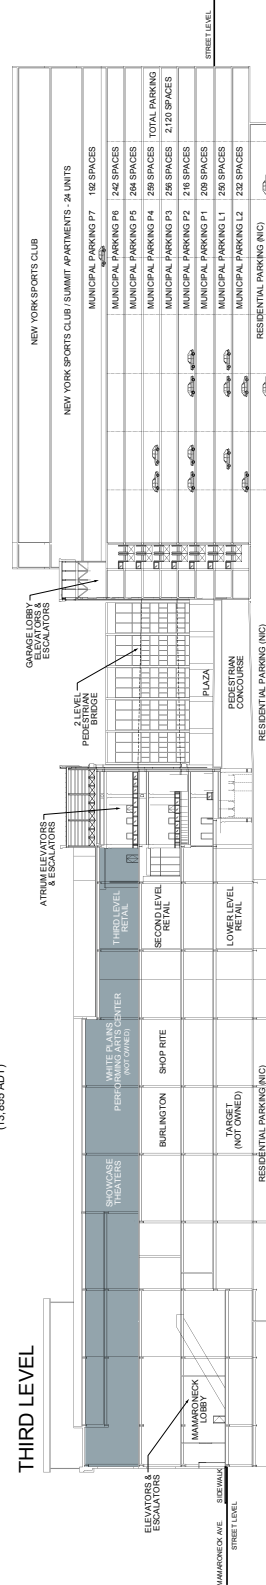 (15,855 ADT)
THIRD LEVEL
ELEVATORS &
ESCALATORS
MAMARONECK
LOBBY
MAMARONECK AVE. SIDEWALK
STREET LEVEL
SHOWCASE
THEATERS
WHITE PLAINS
PERFORMING ARTS CENTER
(NOT OWNED)
THIRD LEVEL
RETAIL
BURLINGTON
SHOP RITE
SECOND LEVEL
RETAIL
TARGET
(NOT OWNED)
LOWER LEVEL
RETAIL
RESIDENTIAL PARKING (NIC)
ATRIUM ELEVATORS
& ESCALATORS
2 LEVEL
PEDESTRIAN
BRIDGE
PLAZA
PEDESTRIAN
CONCOURSE
RESIDENTIAL PARKING (NIC)
GARAGE LOBBY
ELEVATORS &
ESCALATORS
NEW YORK SPORTS CLUB
NEW YORK SPORTS CLUB / SUMMIT APARTMENTS - 24 UNITS
MUNICIPAL PARKING P7 192 SPACES
MUNICIPAL PARKING P6 242 SPACES
MUNICIPAL PARKING P5 264 SPACES
MUNICIPAL PARKING P4 259 SPACES TOTAL PARKING
MUNICIPAL PARKING P3 256 SPACES 2,120 SPACES
MUNICIPAL PARKING P2 216 SPACES
MUNICIPAL PARKING P1 209 SPACES
MUNICIPAL PARKING L1 250 SPACES
MUNICIPAL PARKING L2 232 SPACES
RESIDENTIAL PARKING (NIC)
STREET LEVEL